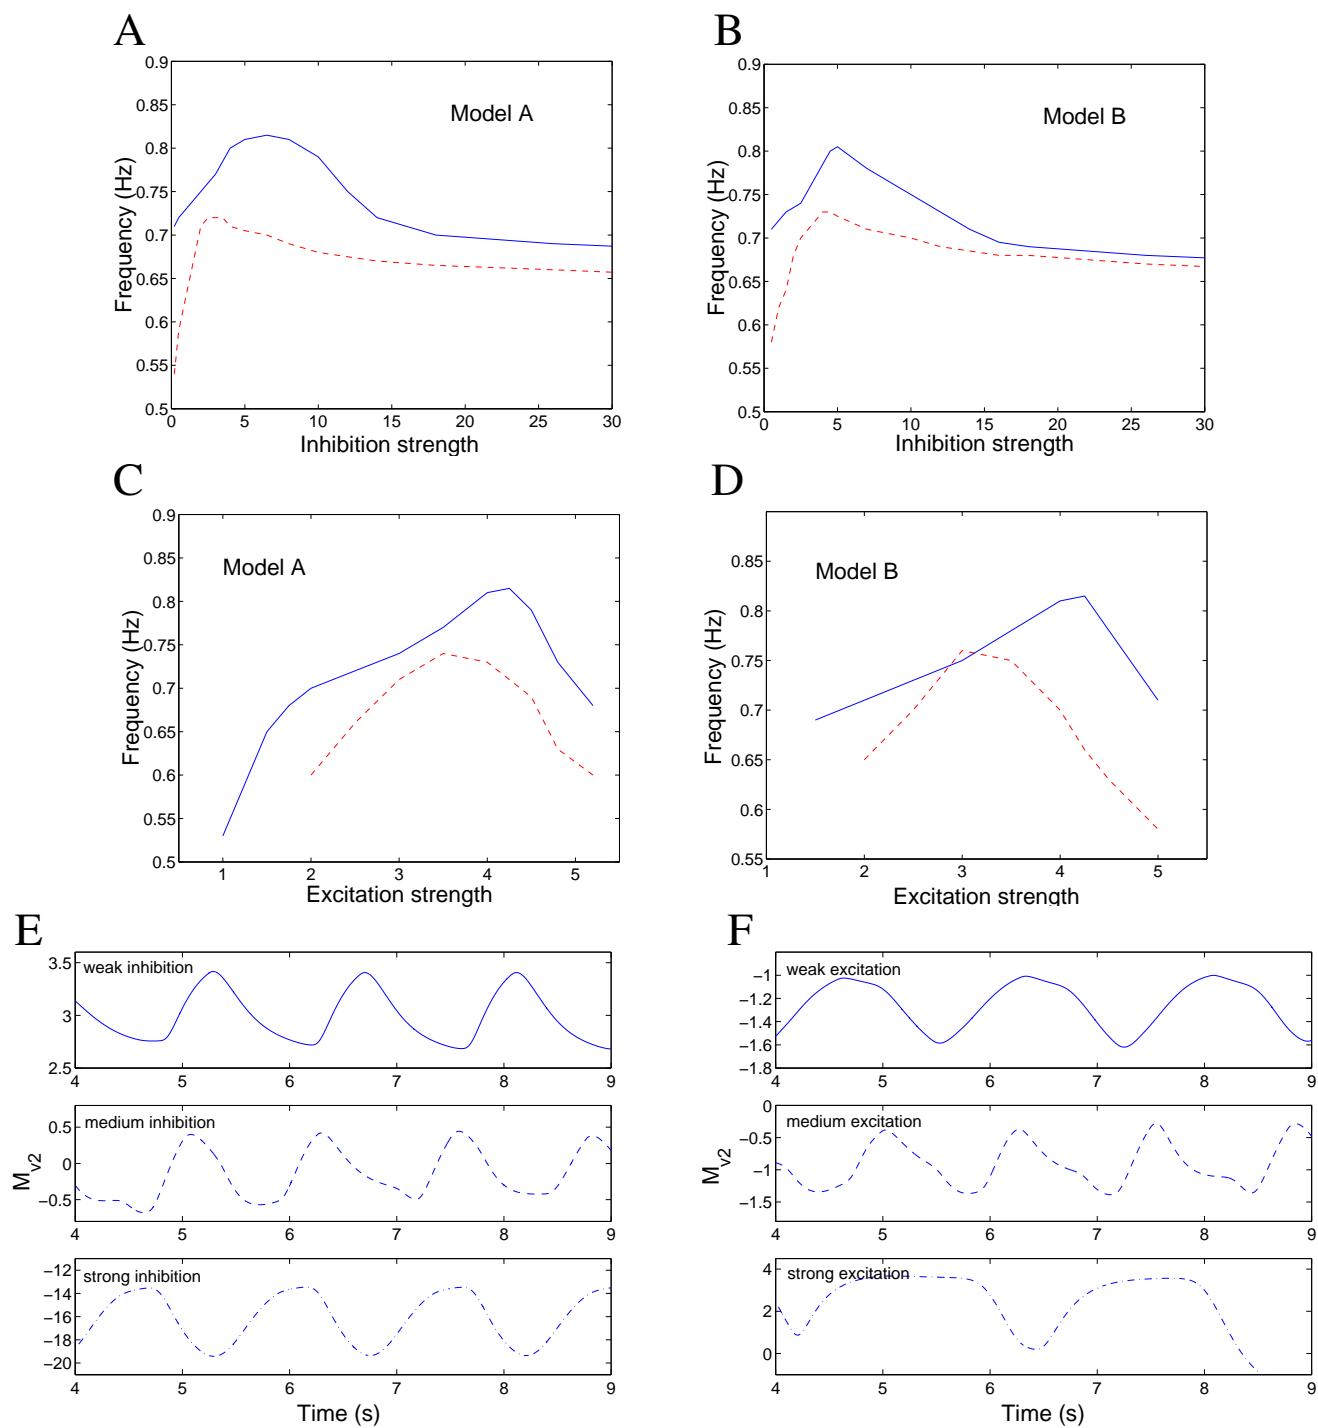 A
B
0.9
0.85
0.8
0.75
0.7
0.65
0.6
0.55
0.5
Frequency (Hz)
Model A
0 5 10 15 20 25 30
Inhibition strength
0.9
0.85
0.8
0.75
0.7
0.65
0.6
0.55
0.5
Frequency (Hz)
Model B
0 5 10 15 20 25 30
Inhibition strength
C
D
0.9
0.85
0.8
0.75
0.7
0.65
0.6
0.55
0.5
Frequency (Hz)
Model A
1 2 3 4 5
Excitation strength
0.85
0.8
0.75
0.7
0.65
0.6
0.55
Frequency (Hz)
Model B
1 2 3 4 5
Excitation strength
E
F
weak inhibition
3.5
3
2.5
4 5 6 7 8 9
medium inhibition
0.5
0
−0.5
Mv2
4 5 6 7 8 9
strong inhibition
−12
−14
−16
−18
−20
4 5 6 7 8 9
Time (s)
weak excitation
−1
−1.2
−1.4
−1.6
−1.8
4 5 6 7 8 9
medium excitation
0
−0.5
−1
−1.5
Mv2
4 5 6 7 8 9
strong excitation
4
2
0
4 5 6 7 8 9
Time (s)